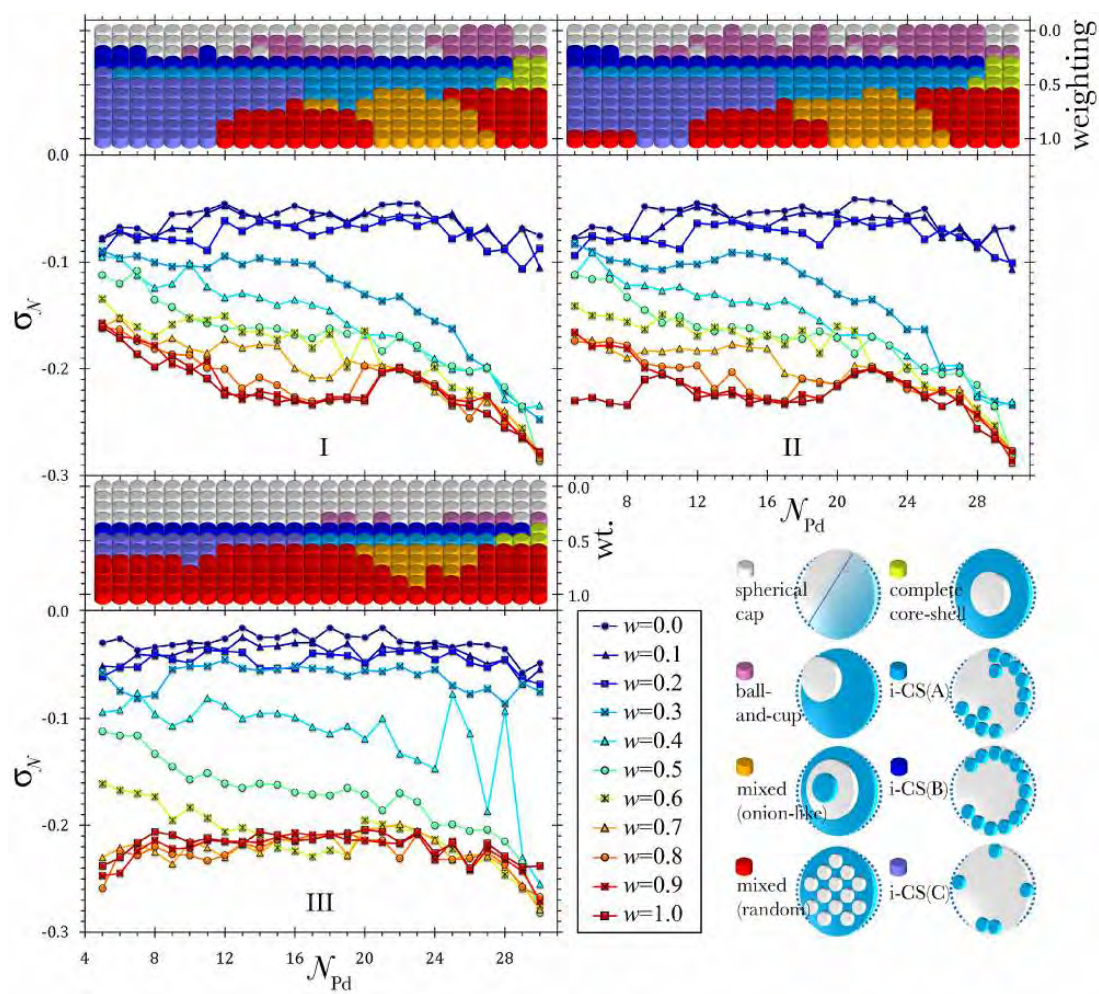 0.0
0.5
1.0
weighting
0.0
-0.1
-0.2
-0.3
σ𝒩
I
II
8 12 16 20 24 28
𝒩Pd
0.0
0.5
1.0
wt.
0.0
-0.1
-0.2
-0.3
σ𝒩
III
4 8 12 16 20 24 28
𝒩Pd
w=0.0
w=0.1
w=0.2
w=0.3
w=0.4
w=0.5
w=0.6
w=0.7
w=0.8
w=0.9
w=1.0
spherical
cap
complete
core-shell
ball-
and-cup
i-CS(A)
mixed
(onion-like)
i-CS(B)
mixed
(random)
i-CS(C)